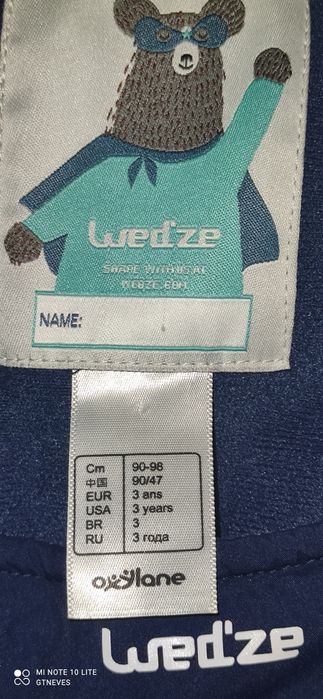 wed'ze
SHARE WITH US AT
WEDZE.COM
NAME:
Cm 90-98
中国 90/47
EUR 3 ans
USA 3 years
BR 3
RU 3 года
oxylane
wed'ze
MI NOTE 10 LITE
GTNEVES